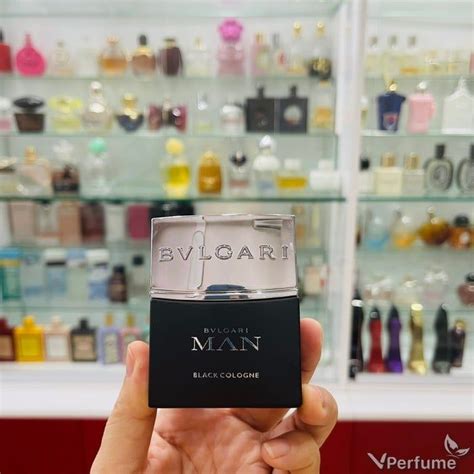 BVLGARI
BVLGARI
MAN
BLACK COLOGNE
VPerfume